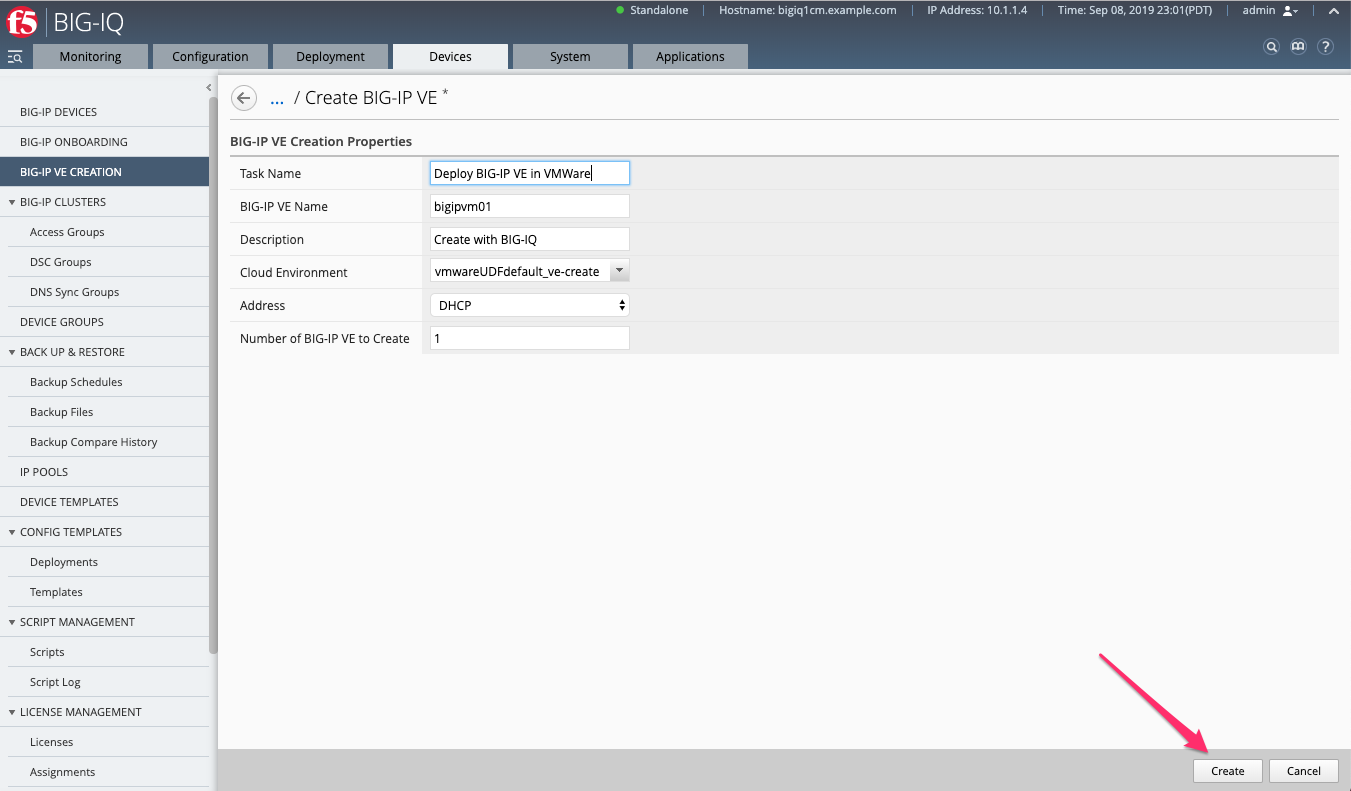 f5 BIG-IQ
Standalone Hostname: bigiq1cm.example.com IP Address: 10.1.1.4 Time: Sep 08, 2019 23:01(PDT) admin
Monitoring Configuration Deployment Devices System Applications
BIG-IP DEVICES
BIG-IP ONBOARDING
BIG-IP VE CREATION
BIG-IP CLUSTERS
Access Groups
DSC Groups
DNS Sync Groups
DEVICE GROUPS
BACK UP & RESTORE
Backup Schedules
Backup Files
Backup Compare History
IP POOLS
DEVICE TEMPLATES
CONFIG TEMPLATES
Deployments
Templates
SCRIPT MANAGEMENT
Scripts
Script Log
LICENSE MANAGEMENT
Licenses
Assignments
... / Create BIG-IP VE *
BIG-IP VE Creation Properties
Task Name Deploy BIG-IP VE in VMWare
BIG-IP VE Name bigipvm01
Description Create with BIG-IQ
Cloud Environment vmwareUDFdefault_ve-create
Address DHCP
Number of BIG-IP VE to Create 1
Create Cancel